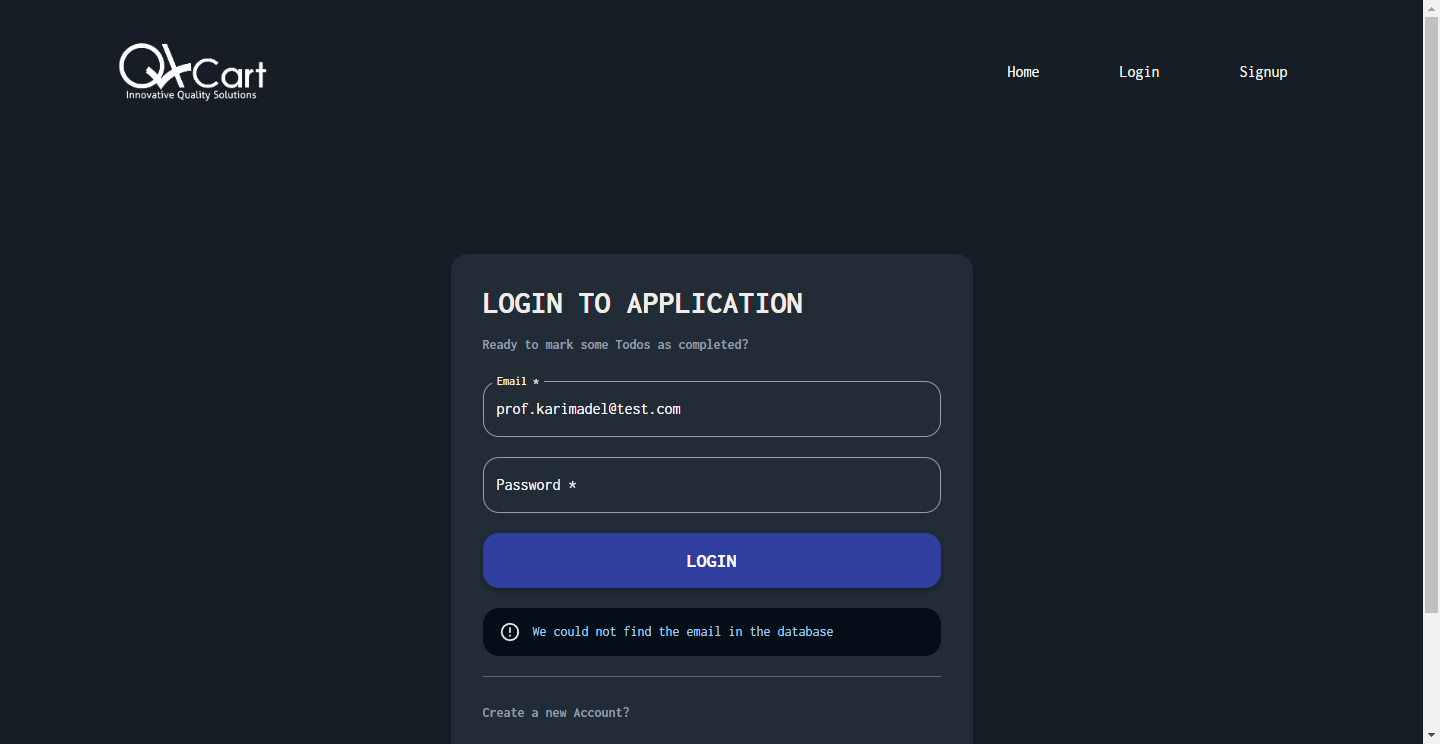 QACart
Innovative Quality Solutions
Home
Login
Signup
LOGIN TO APPLICATION
Ready to mark some Todos as completed?
Email *
prof.karimadel@test.com
Password *
LOGIN
We could not find the email in the database
Create a new Account?